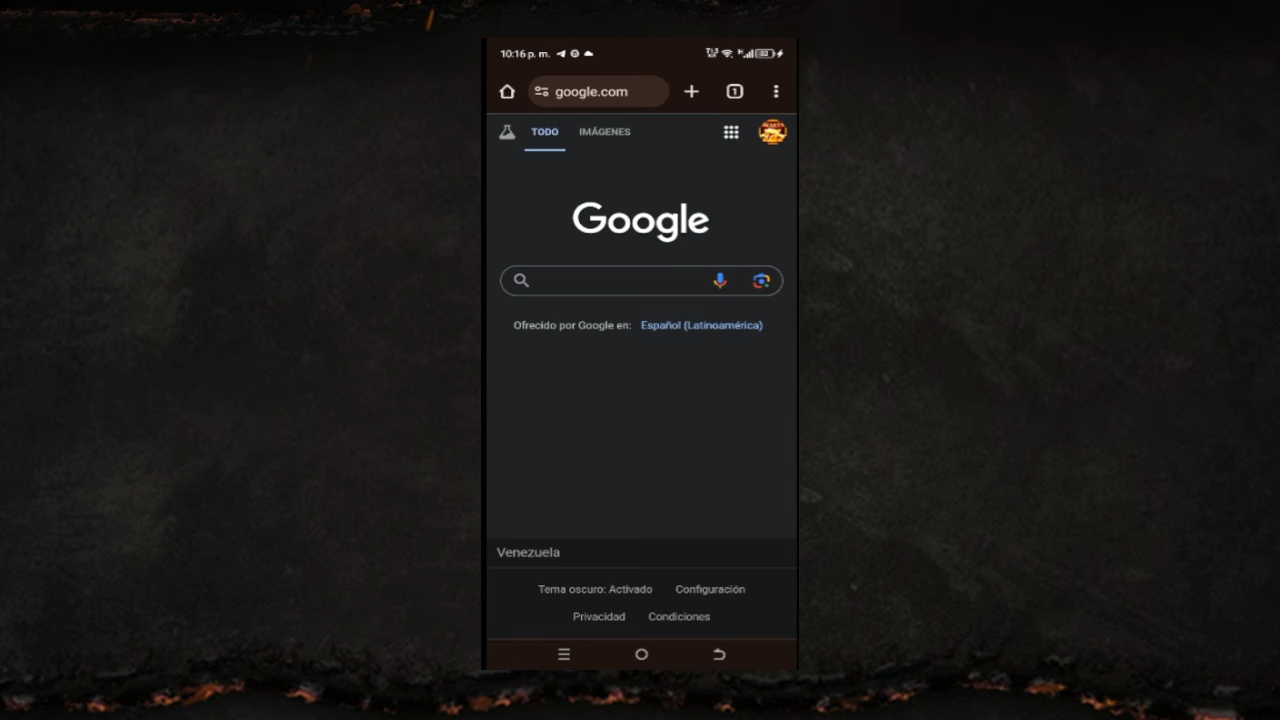 10:16 p. m.
google.com
1
TODO
IMÁGENES
Google
Ofrecido por Google en: Español (Latinoamérica)
Venezuela
Tema oscuro: Activado
Configuración
Privacidad
Condiciones